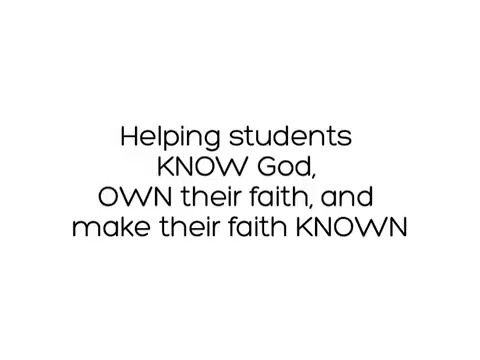 Helping students
KNOW God,
OWN their faith, and
make their faith KNOWN